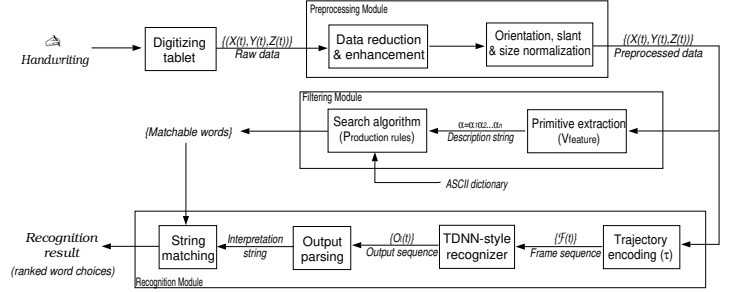 Preprocessing Module
Handwriting
Digitizing
tablet
{(X(t),Y(t),Z(t))}
Raw data
Data reduction
& enhancement
Orientation, slant
& size normalization
{(X(t),Y(t),Z(t))}
Preprocessed data
Filtering Module
{Matchable words}
Search algorithm
(Production rules)
α=α1α2...αn
Description string
Primitive extraction
(Vfeature)
ASCII dictionary
Recognition
result
(ranked word choices)
String
matching
Interpretation
string
Output
parsing
{Oi(t)}
Output sequence
TDNN-style
recognizer
{ℱ(t)}
Frame sequence
Trajectory
encoding (τ)
Recognition Module